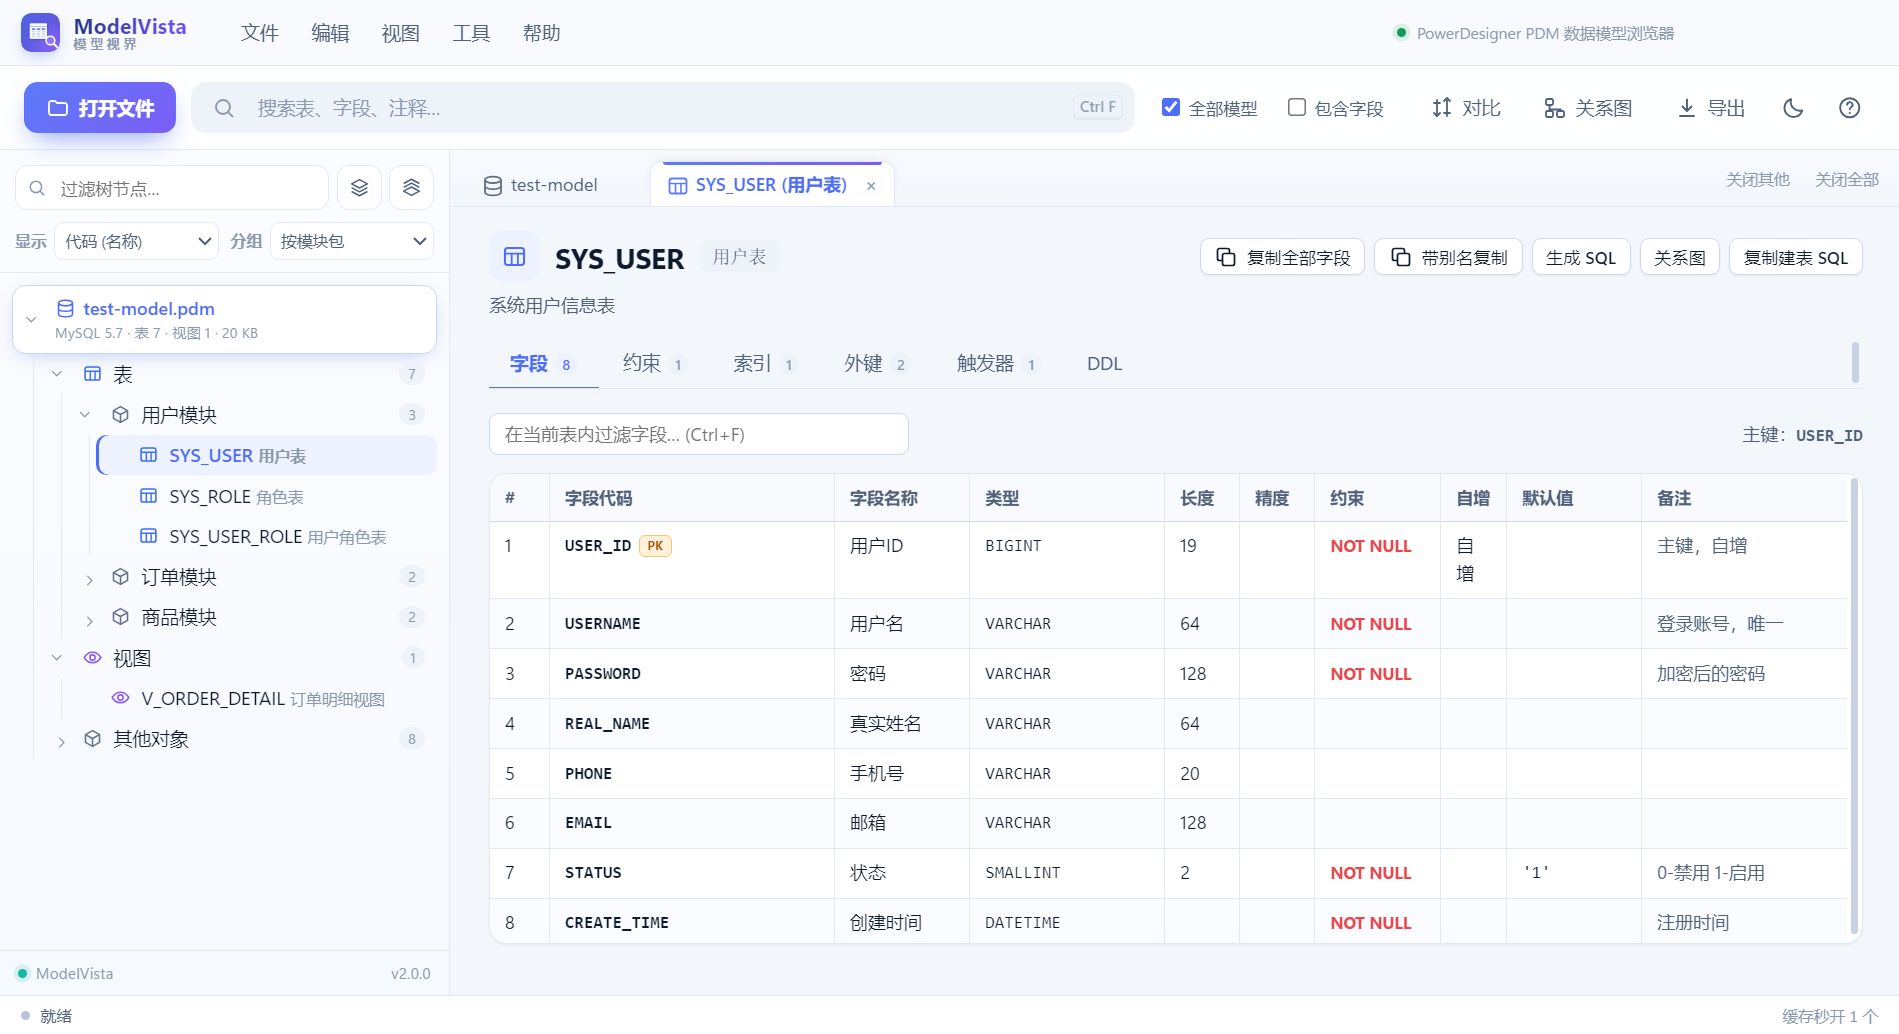 ModelVista
模型视界
文件 编辑 视图 工具 帮助
PowerDesigner PDM 数据模型浏览器
打开文件
搜索表、字段、注释...
Ctrl F
全部模型 包含字段 对比 关系图 导出
过滤树节点...
显示 代码 (名称) 分组 按模块包
test-model.pdm
MySQL 5.7 · 表 7 · 视图 1 · 20 KB
表 7
用户模块 3
SYS_USER 用户表
SYS_ROLE 角色表
SYS_USER_ROLE 用户角色表
订单模块 2
商品模块 2
视图 1
V_ORDER_DETAIL 订单明细视图
其他对象 8
ModelVista v2.0.0
test-model
SYS_USER (用户表) ×
关闭其他 关闭全部
SYS_USER 用户表
复制全部字段 带别名复制 生成 SQL 关系图 复制建表 SQL
系统用户信息表
字段 8 约束 1 索引 1 外键 2 触发器 1 DDL
在当前表内过滤字段... (Ctrl+F)
主键：USER_ID
# 字段代码 字段名称 类型 长度 精度 约束 自增 默认值 备注
1 USER_ID PK 用户ID BIGINT 19 NOT NULL 自增 主键，自增
2 USERNAME 用户名 VARCHAR 64 NOT NULL 登录账号，唯一
3 PASSWORD 密码 VARCHAR 128 NOT NULL 加密后的密码
4 REAL_NAME 真实姓名 VARCHAR 64
5 PHONE 手机号 VARCHAR 20
6 EMAIL 邮箱 VARCHAR 128
7 STATUS 状态 SMALLINT 2 NOT NULL '1' 0-禁用 1-启用
8 CREATE_TIME 创建时间 DATETIME NOT NULL 注册时间
就绪
缓存秒开 1 个